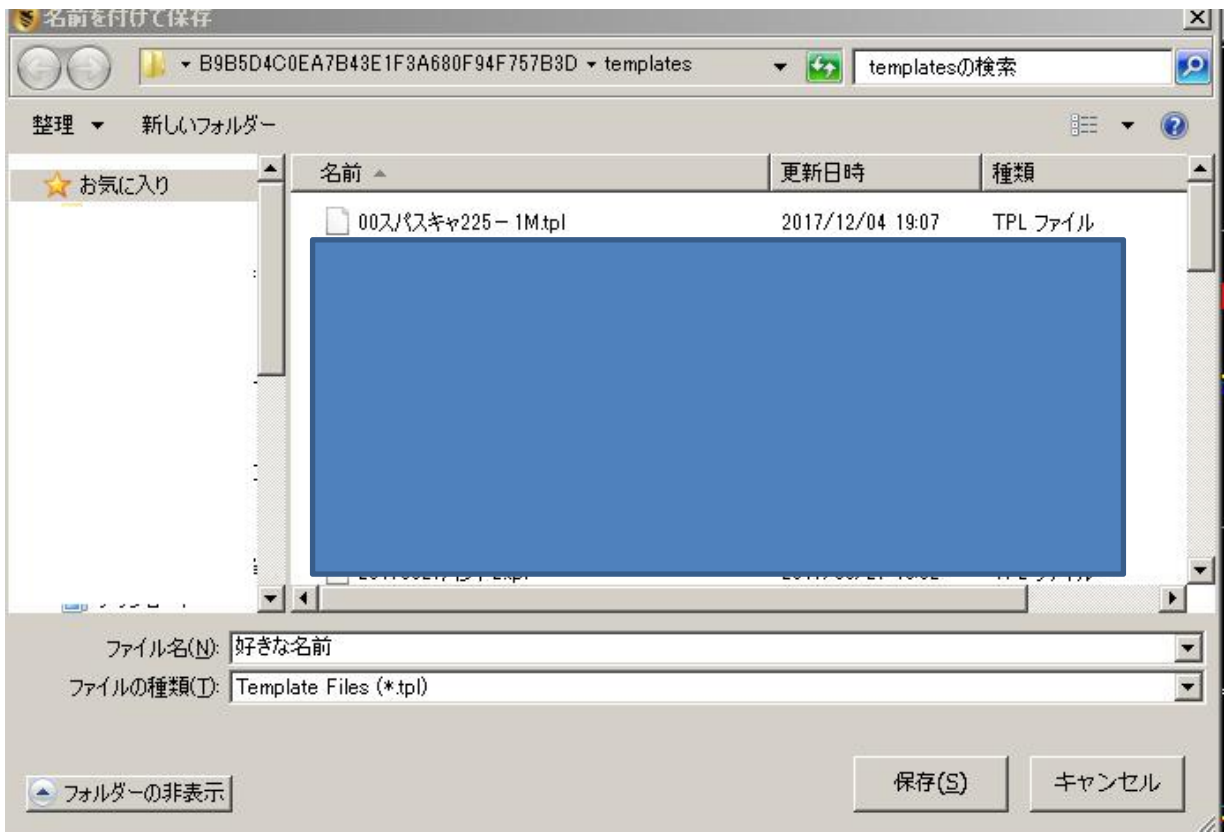 名前を付けて保存
B9B5D4C0EA7B43E1F3A680F94F757B3D templates templatesの検索
整理 新しいフォルダー
お気に入り
名前 更新日時 種類
00スパスキャ225－1M.tpl 2017/12/04 19:07 TPL ファイル
ファイル名(N): 好きな名前
ファイルの種類(T): Template Files (*.tpl)
フォルダーの非表示 保存(S) キャンセル